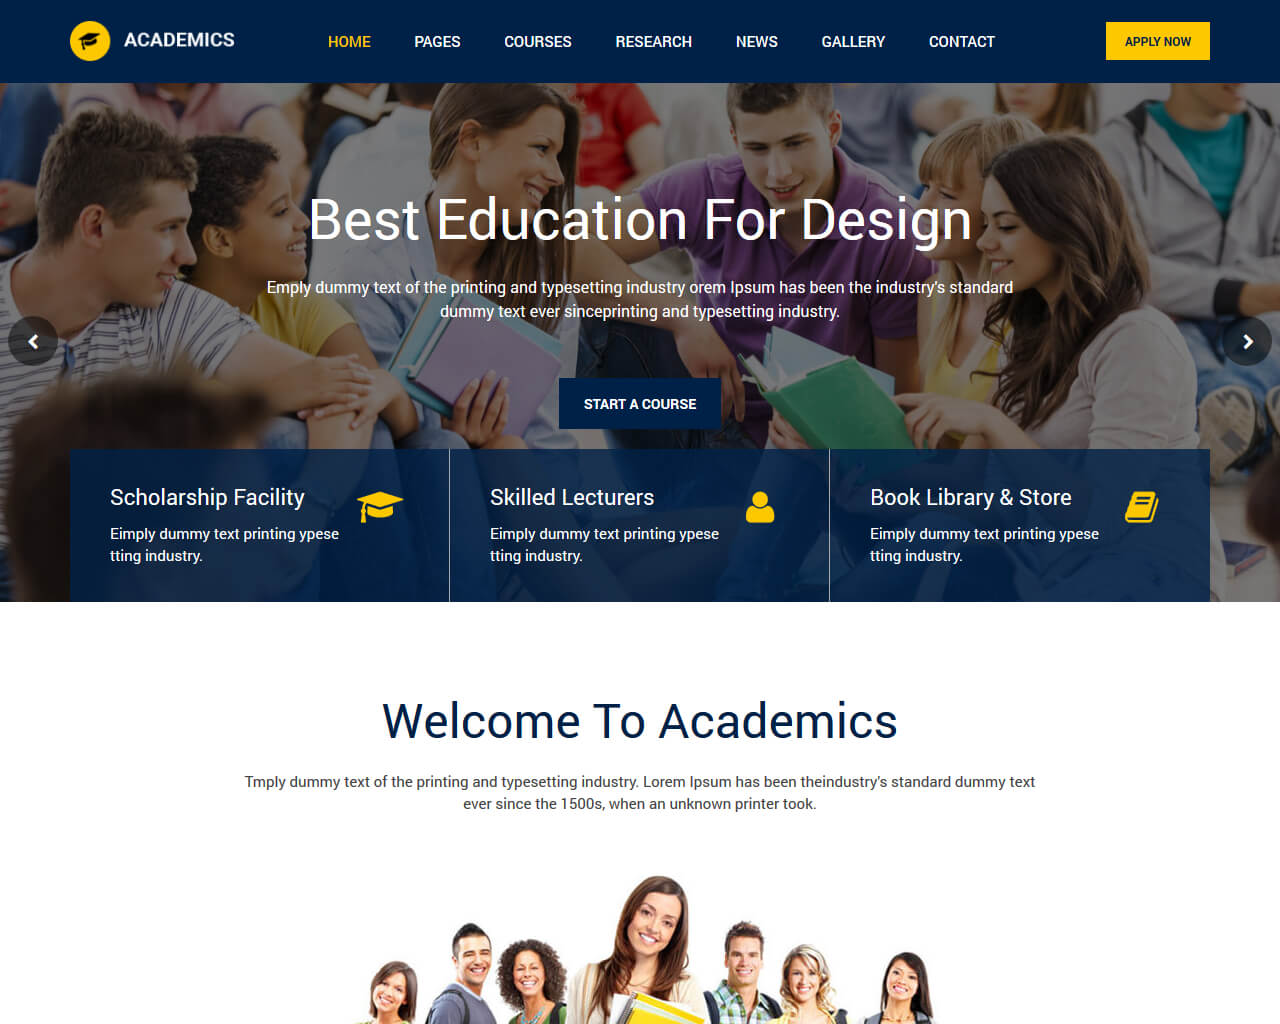 ACADEMICS
HOME PAGES COURSES RESEARCH NEWS GALLERY CONTACT
APPLY NOW
Best Education For Design
Emply dummy text of the printing and typesetting industry orem Ipsum has been the industry's standard
dummy text ever sinceprinting and typesetting industry.
START A COURSE
Scholarship Facility
Eimply dummy text printing ypese
tting industry.
Skilled Lecturers
Eimply dummy text printing ypese
tting industry.
Book Library & Store
Eimply dummy text printing ypese
tting industry.
Welcome To Academics
Tmply dummy text of the printing and typesetting industry. Lorem Ipsum has been theindustry's standard dummy text
ever since the 1500s, when an unknown printer took.